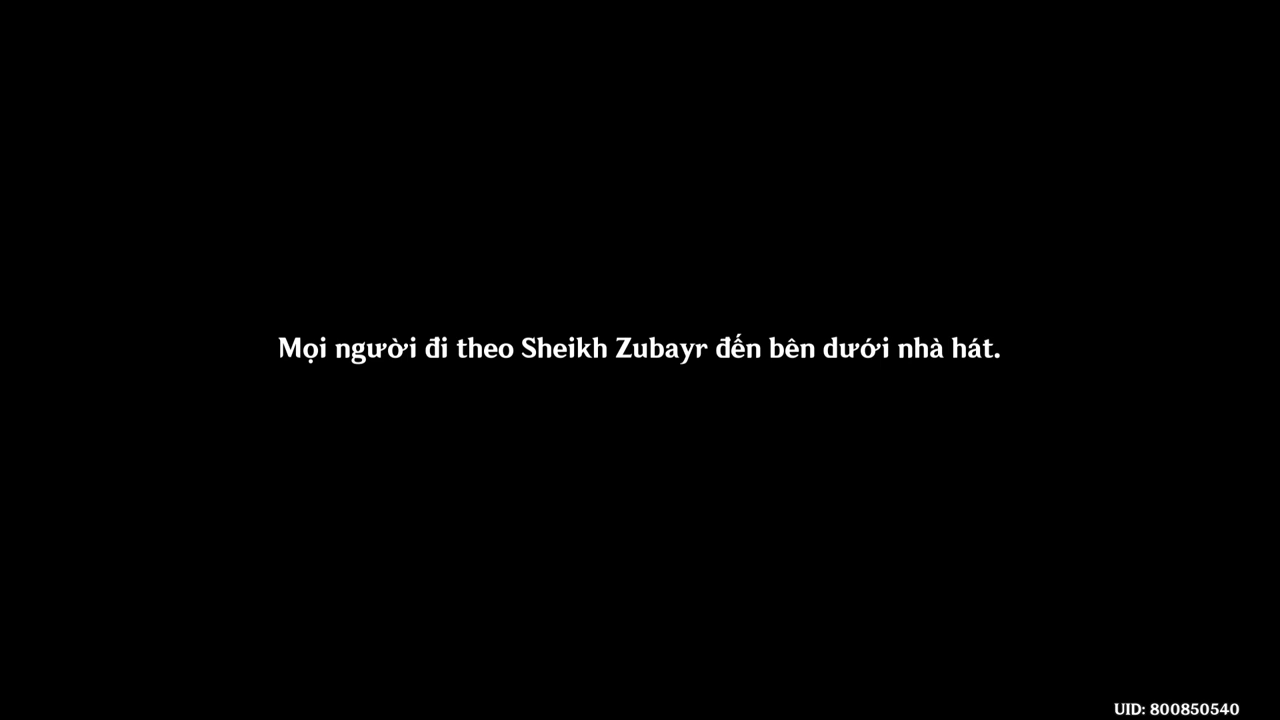 Mọi người đi theo Sheikh Zubayr đến bên dưới nhà hát.
UID: 800850540